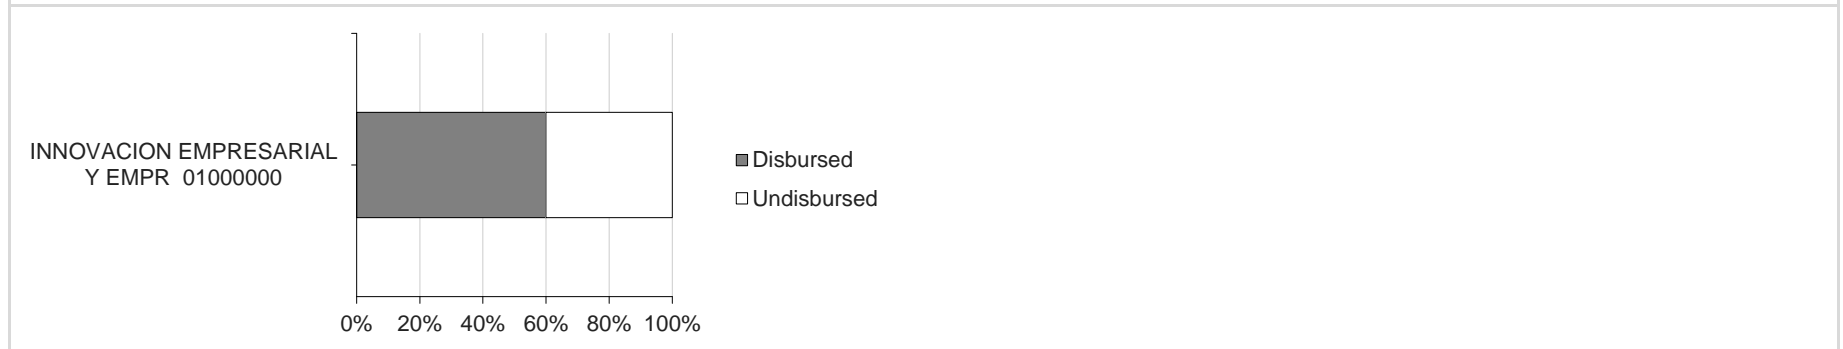 INNOVACION EMPRESARIAL
Y EMPR  01000000
Disbursed
Undisbursed
0% 20% 40% 60% 80% 100%